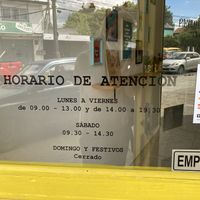 HORARIO DE ATENCIÓN
LUNES A VIERNES
de 09.00 - 13.00 y de 14.00 a 19:30
SÁBADO
09:30 - 14.30
DOMINGO Y FESTIVOS
Cerrado
EMP